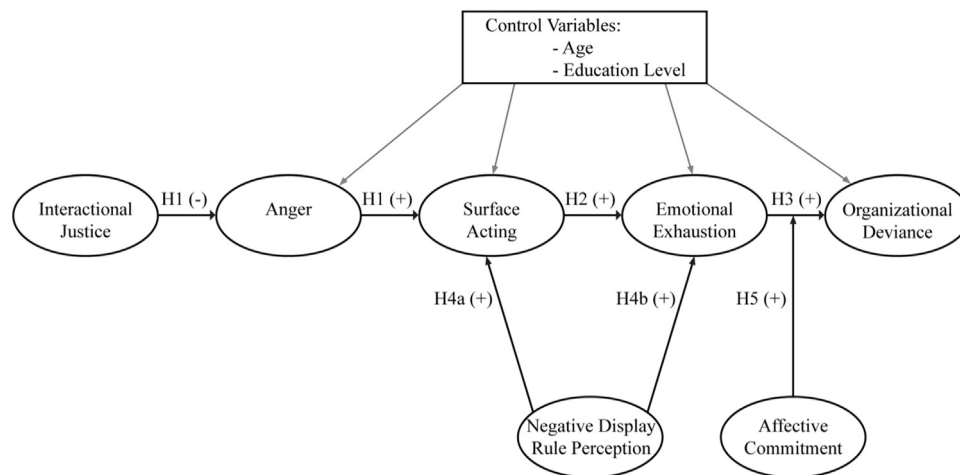 Control Variables:
- Age
- Education Level
Interactional
Justice
H1 (-)
Anger
H1 (+)
Surface
Acting
H2 (+)
Emotional
Exhaustion
H3 (+)
Organizational
Deviance
H4a (+)
H4b (+)
H5 (+)
Negative Display
Rule Perception
Affective
Commitment